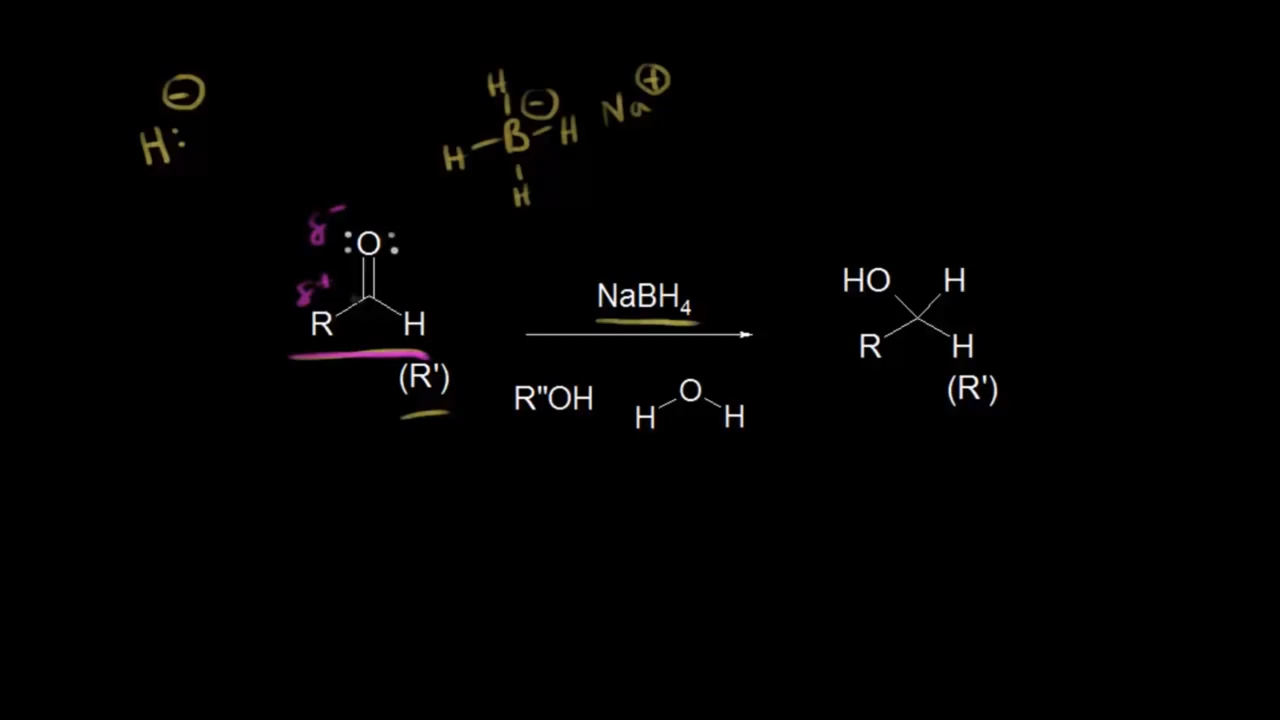 H:⊖
H
H–B⊖–H Na⊕
H
δ-
:O:
δ+
R H
(R')
NaBH4
R"OH H O H
HO H
R H
(R')